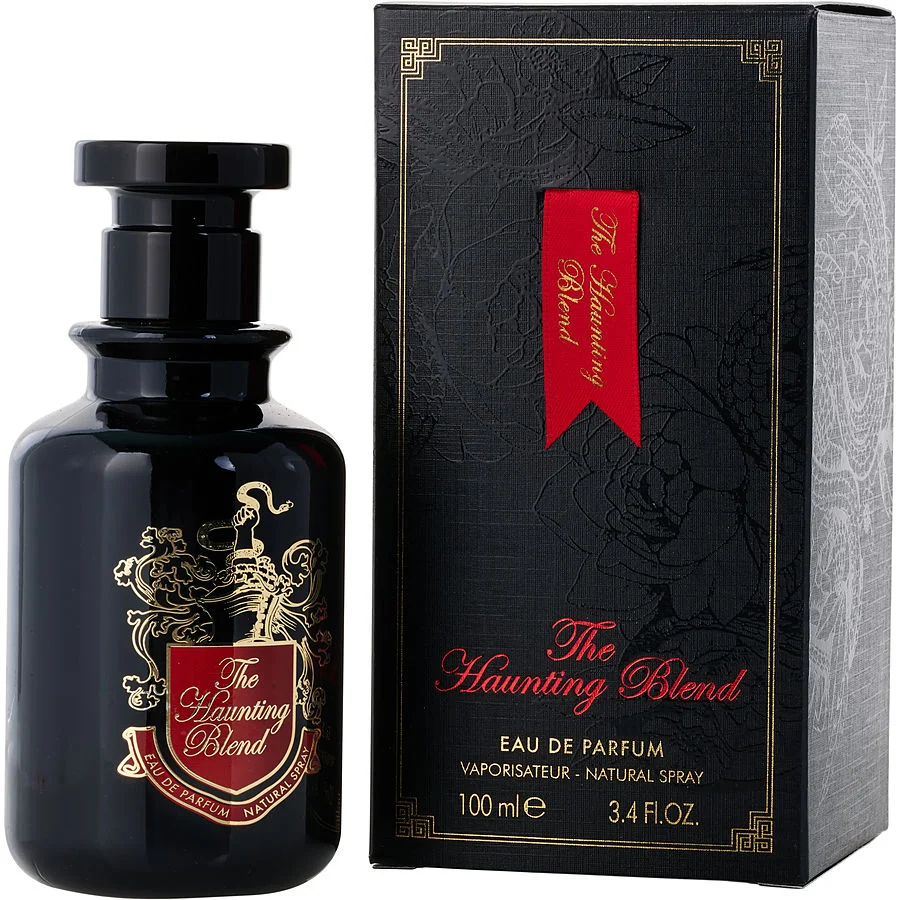 The
Haunting
Blend
EAU DE PARFUM NATURAL SPRAY
The Haunting
Blend
The
Haunting Blend
EAU DE PARFUM
VAPORISATEUR - NATURAL SPRAY
100 ml e 3.4 FL.OZ.